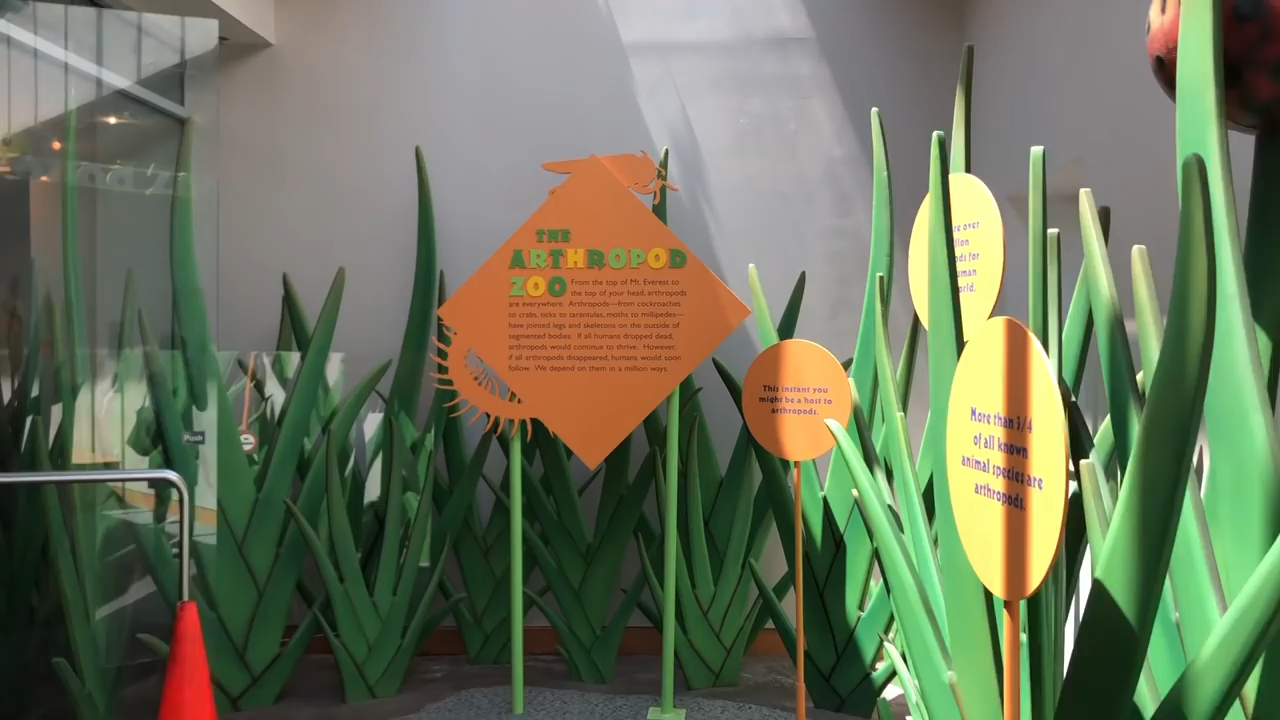 THE
ARTHROPOD
ZOO From the top of Mt. Everest to
the top of your head, arthropods
are everywhere. Arthropods—from cockroaches
to crabs, ticks to tarantulas, moths to millipedes—
have jointed legs and skeletons on the outside of
segmented bodies. If all humans dropped dead,
arthropods would continue to thrive. However,
if all arthropods disappeared, humans would soon
follow. We depend on them in a million ways.
This instant you
might be a host to
arthropods.
over
for
More than 3/4
of all known
animal species are
arthropods.
Push